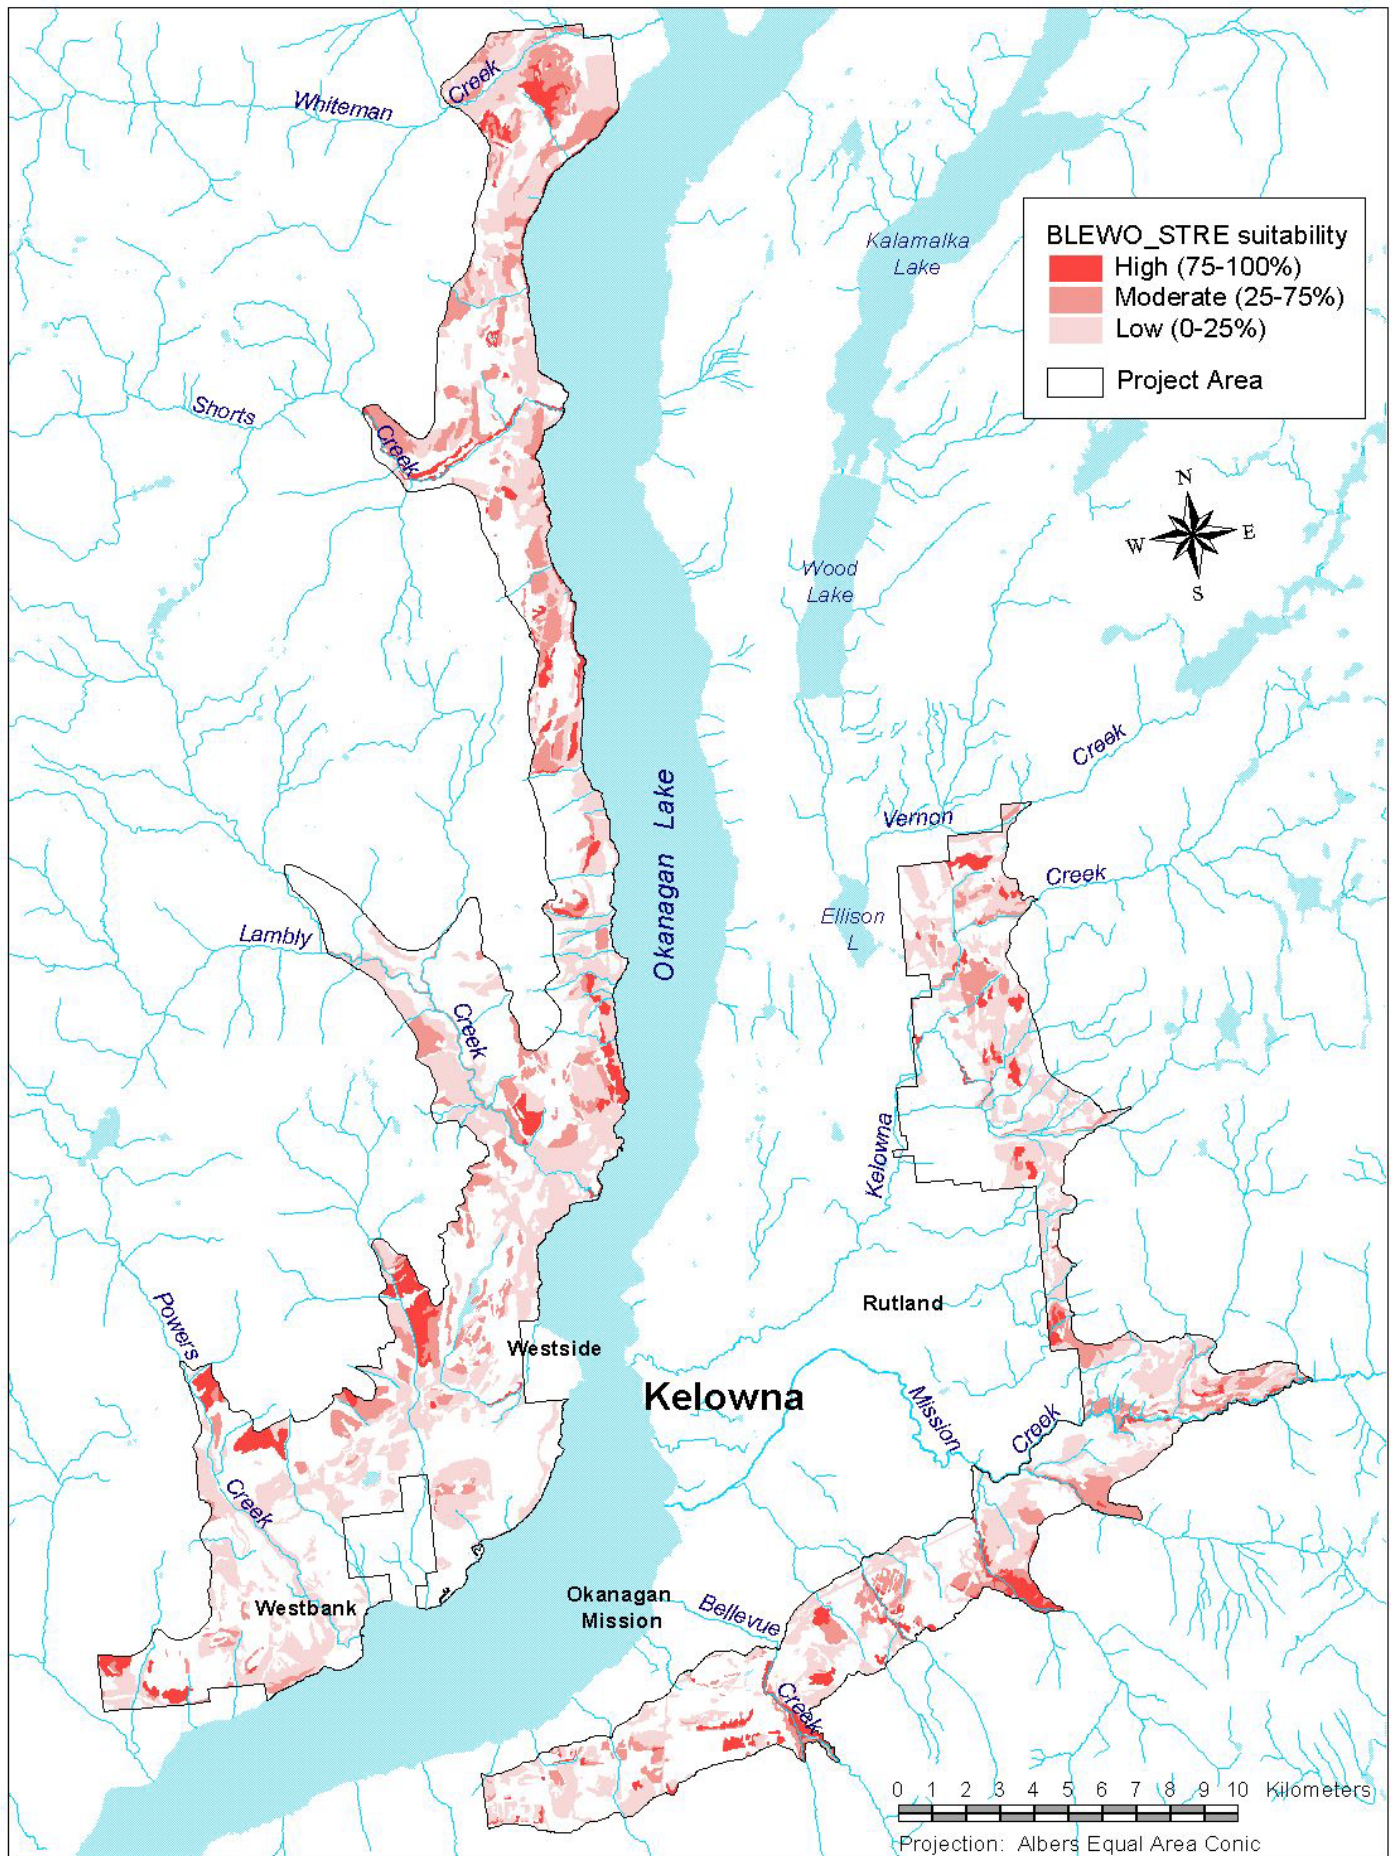 Whiteman
Creek
Kalamalka
Lake
BLEWO_STRE suitability
High (75-100%)
Moderate (25-75%)
Low (0-25%)
Project Area
Shorts
Creek
N
W
E
S
Wood
Lake
Okanagan Lake
Creek
Vernon
Creek
Ellison
L
Lambly
Creek
Kelowna
Powers
Creek
Rutland
Westside
Kelowna
Mission
Creek
Westbank
Okanagan
Mission
Bellevue
Creek
0 1 2 3 4 5 6 7 8 9 10 Kilometers
Projection: Albers Equal Area Conic